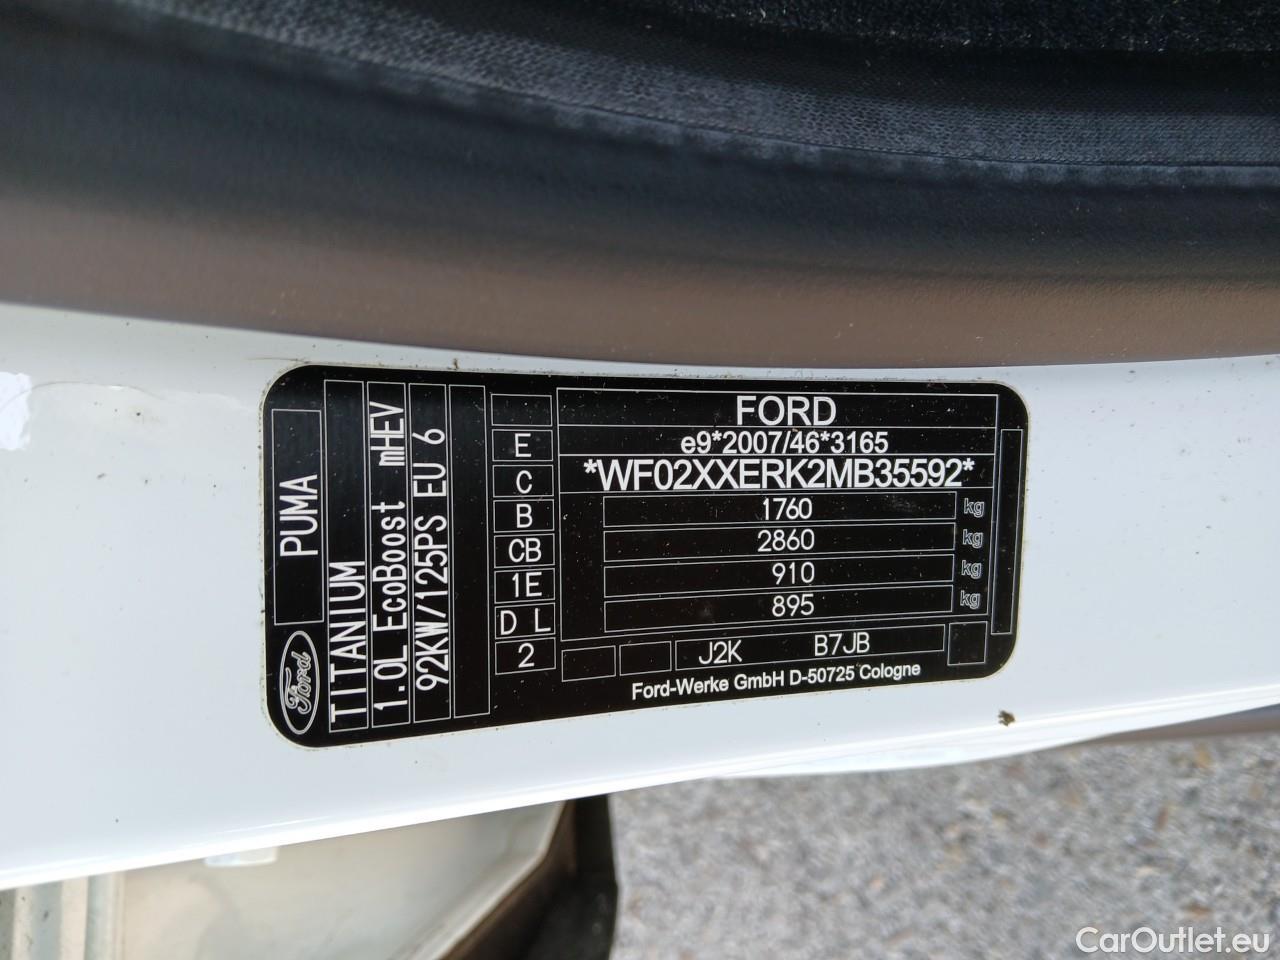 FORD
e9*2007/46*3165
*WF02XXERK2MB35592*
1760 kg
2860 kg
910 kg
895 kg
J2K B7JB
Ford-Werke GmbH D-50725 Cologne
E
C
B
CB
1E
D L
2
PUMA
Ford
TITANIUM
1.0L EcoBoost mHEV
92KW/125PS EU 6
CarOutlet.eu